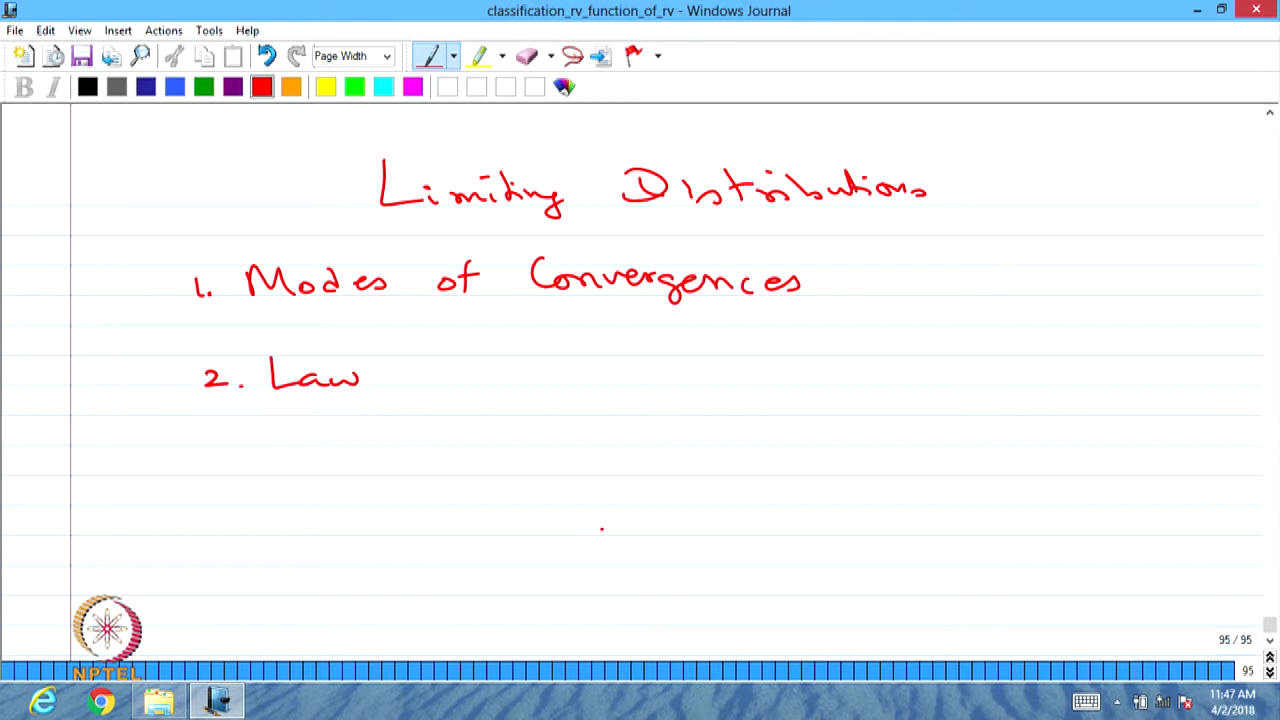 classification_rv_function_of_rv - Windows Journal
File Edit View Insert Actions Tools Help
Page Width
B I
Limiting Distributions
1. Modes of Convergences
2. Law
95 / 95
NPTEL
95
11:47 AM
4/2/2018